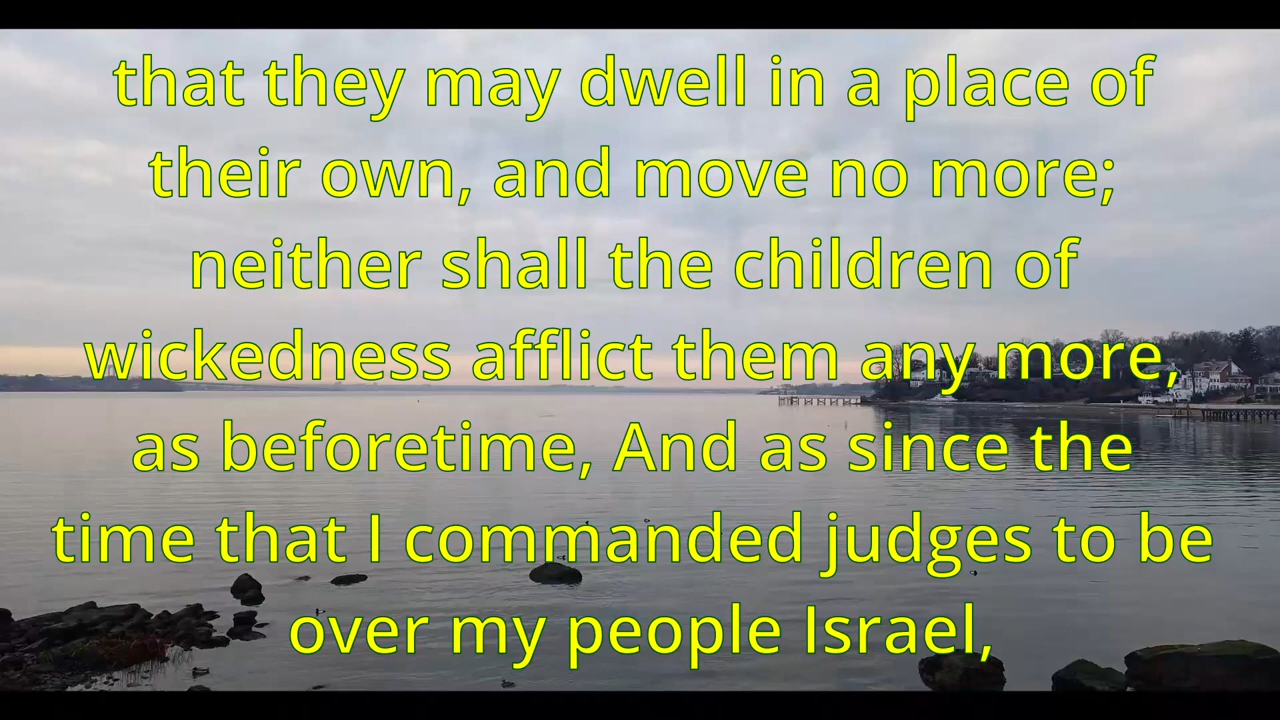 that they may dwell in a place of
their own, and move no more;
neither shall the children of
wickedness afflict them any more,
as beforetime, And as since the
time that I commanded judges to be
over my people Israel,